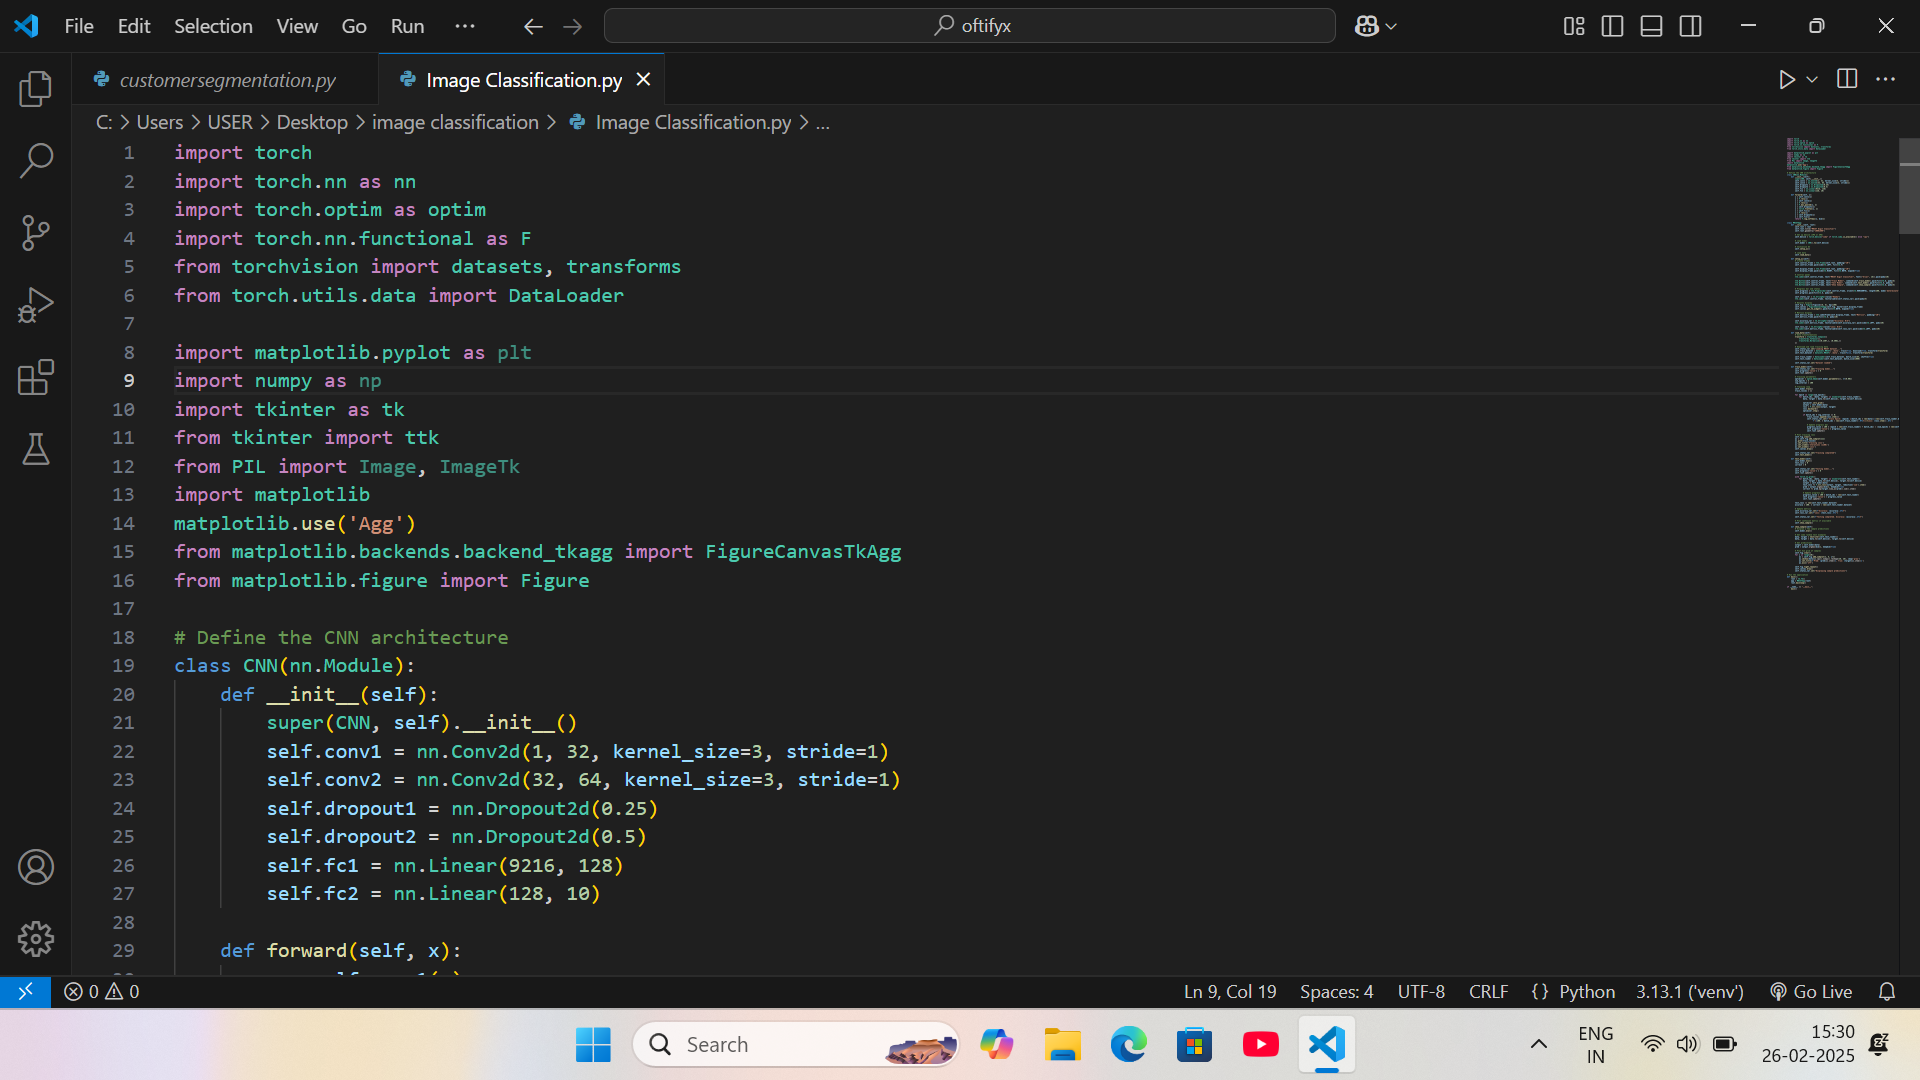 File Edit Selection View Go Run ···
oftifyx
customersegmentation.py
Image Classification.py
C: > Users > USER > Desktop > image classification > Image Classification.py > ...
1 import torch
2 import torch.nn as nn
3 import torch.optim as optim
4 import torch.nn.functional as F
5 from torchvision import datasets, transforms
6 from torch.utils.data import DataLoader
7
8 import matplotlib.pyplot as plt
9 import numpy as np
10 import tkinter as tk
11 from tkinter import ttk
12 from PIL import Image, ImageTk
13 import matplotlib
14 matplotlib.use('Agg')
15 from matplotlib.backends.backend_tkagg import FigureCanvasTkAgg
16 from matplotlib.figure import Figure
17
18 # Define the CNN architecture
19 class CNN(nn.Module):
20     def __init__(self):
21         super(CNN, self).__init__()
22         self.conv1 = nn.Conv2d(1, 32, kernel_size=3, stride=1)
23         self.conv2 = nn.Conv2d(32, 64, kernel_size=3, stride=1)
24         self.dropout1 = nn.Dropout2d(0.25)
25         self.dropout2 = nn.Dropout2d(0.5)
26         self.fc1 = nn.Linear(9216, 128)
27         self.fc2 = nn.Linear(128, 10)
28
29     def forward(self, x):
0 0 Ln 9, Col 19 Spaces: 4 UTF-8 CRLF {} Python 3.13.1 ('venv') Go Live
Search
ENG
IN
15:30
26-02-2025